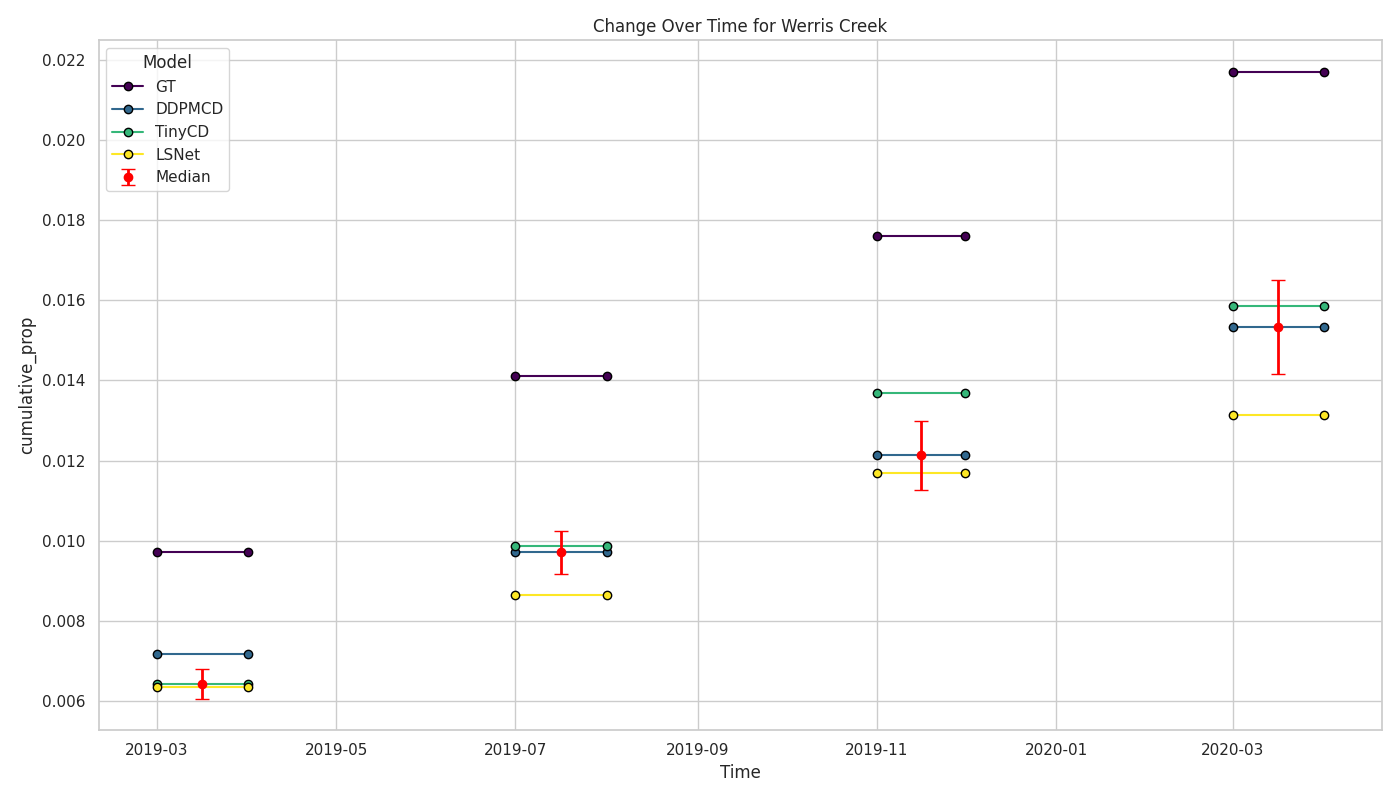 Change Over Time for Werris Creek
Model
GT
DDPMCD
TinyCD
LSNet
Median
cumulative_prop
0.022
0.020
0.018
0.016
0.014
0.012
0.010
0.008
0.006
2019-03
2019-05
2019-07
2019-09
2019-11
2020-01
2020-03
Time